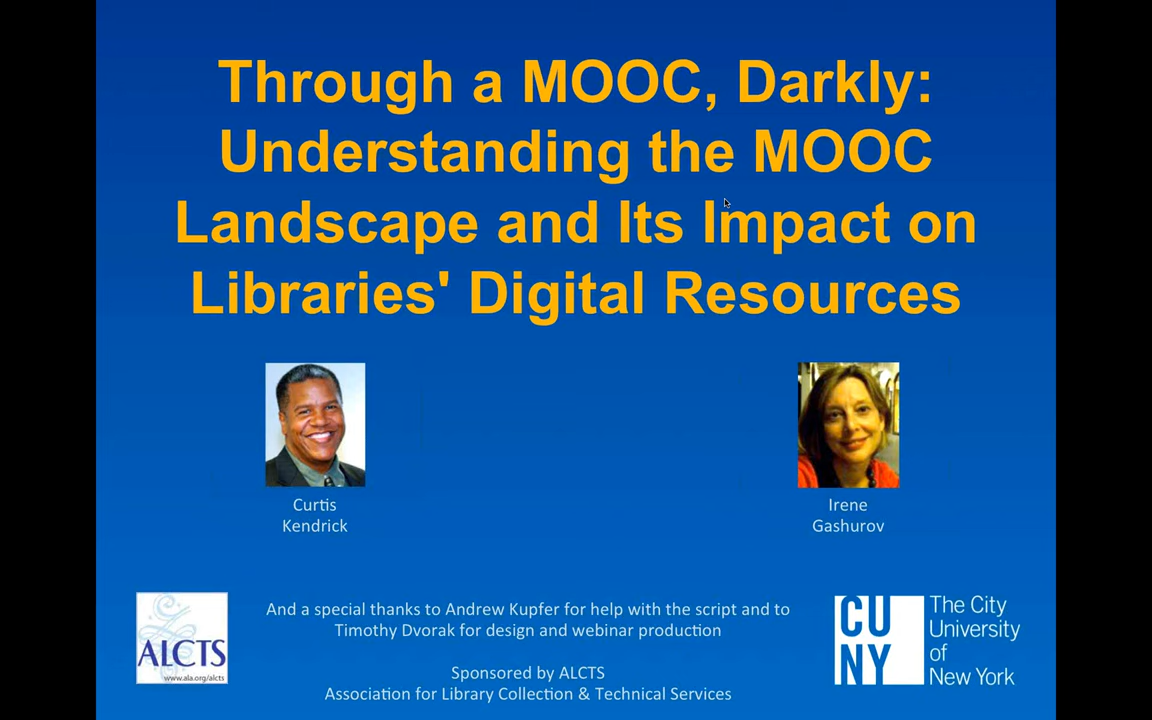 Through a MOOC, Darkly:
Understanding the MOOC
Landscape and Its Impact on
Libraries' Digital Resources
Curtis
Kendrick
Irene
Gashurov
And a special thanks to Andrew Kupfer for help with the script and to
Timothy Dvorak for design and webinar production
Sponsored by ALCTS
Association for Library Collection & Technical Services
ALCTS
www.ala.org/alcts
CU
NY
The City
University
of
New York